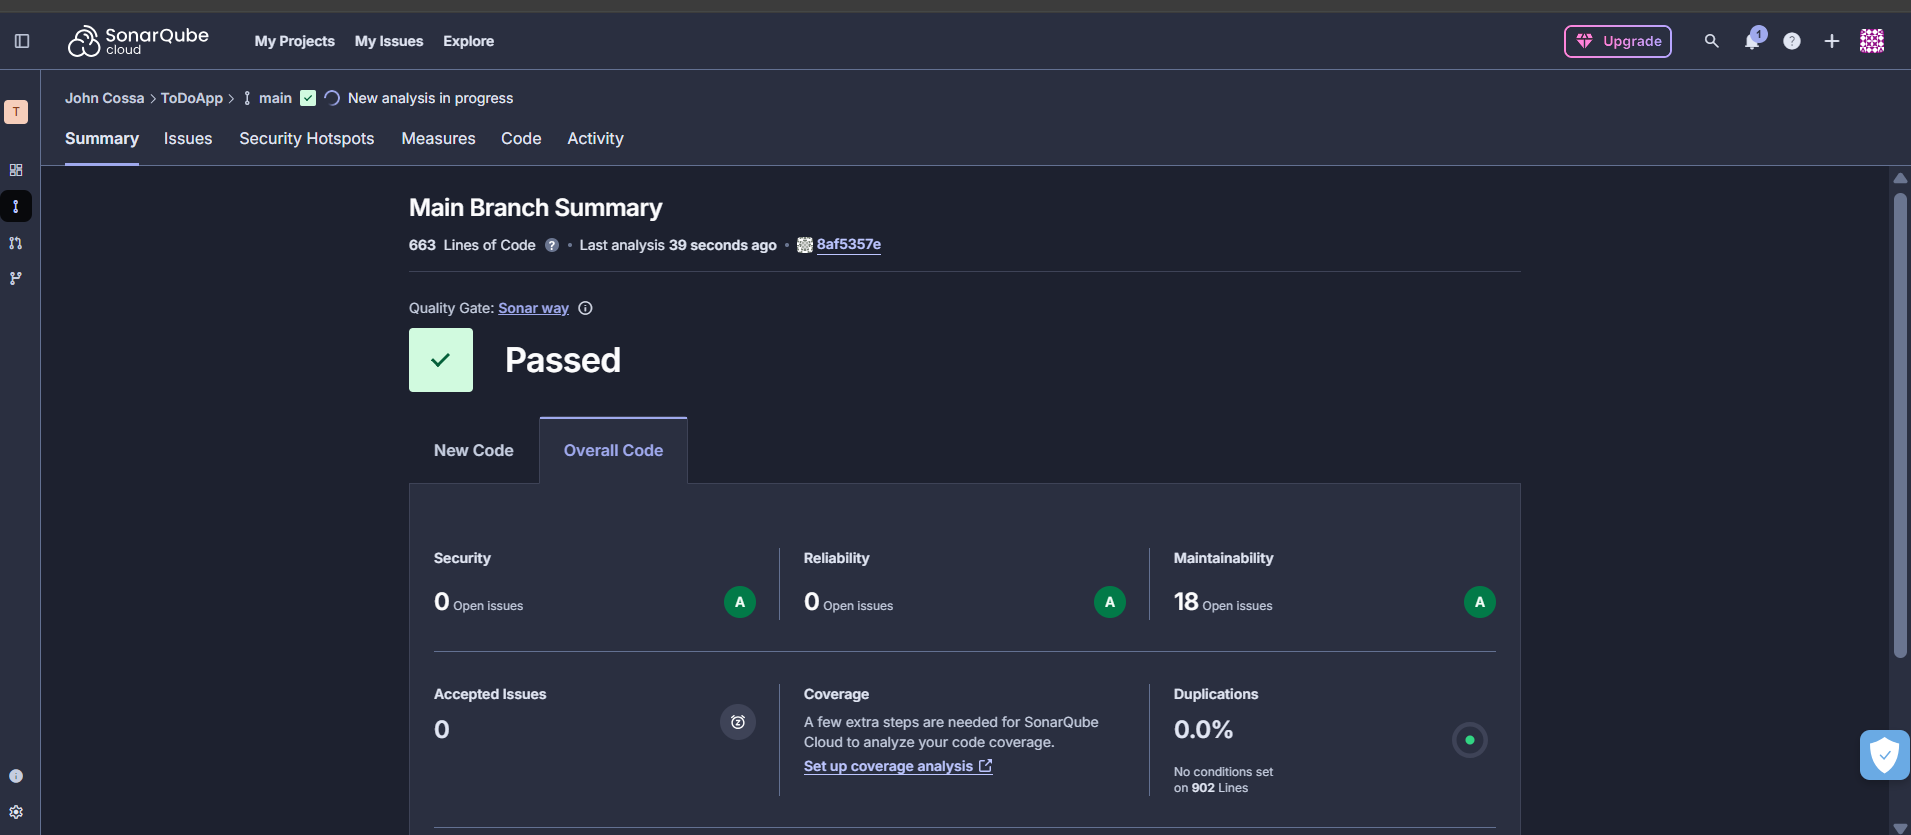 SonarQube cloud
My Projects My Issues Explore
Upgrade
1
?
John Cossa > ToDoApp > main New analysis in progress
T
Summary Issues Security Hotspots Measures Code Activity
Main Branch Summary
663 Lines of Code ? • Last analysis 39 seconds ago • 8af5357e
Quality Gate: Sonar way
Passed
New Code Overall Code
Security Reliability Maintainability
0 Open issues A 0 Open issues A 18 Open issues A
Accepted Issues
0
Coverage
A few extra steps are needed for SonarQube
Cloud to analyze your code coverage.
Set up coverage analysis
Duplications
0.0%
No conditions set
on 902 Lines